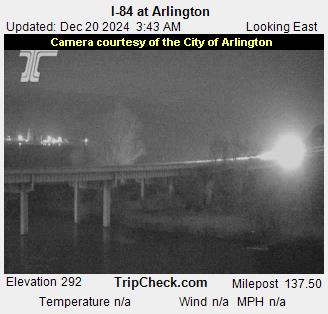 I-84 at Arlington
Updated: Dec 20 2024 3:43 AM Looking East
Camera courtesy of the City of Arlington
Elevation 292 TripCheck.com Milepost 137.50
Temperature n/a Wind n/a MPH n/a